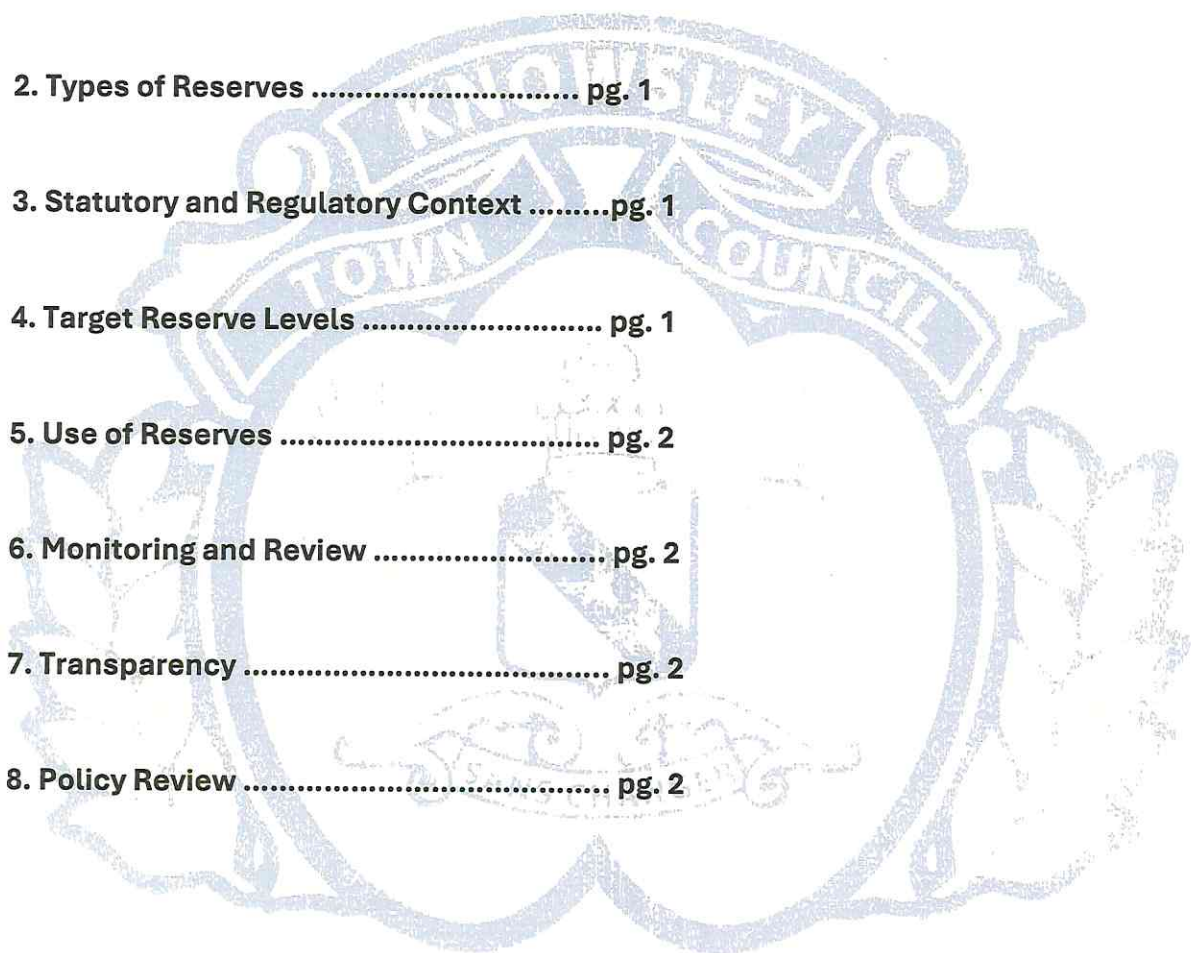 KNOWSLEY
2. Types of Reserves .............................. pg. 1
TOWN COUNCIL
3. Statutory and Regulatory Context .........pg. 1
4. Target Reserve Levels ........................... pg. 1
5. Use of Reserves .................................... pg. 2
6. Monitoring and Review .......................... pg. 2
7. Transparency ......................................... pg. 2
SANS CHANGER
8. Policy Review ......................................... pg. 2